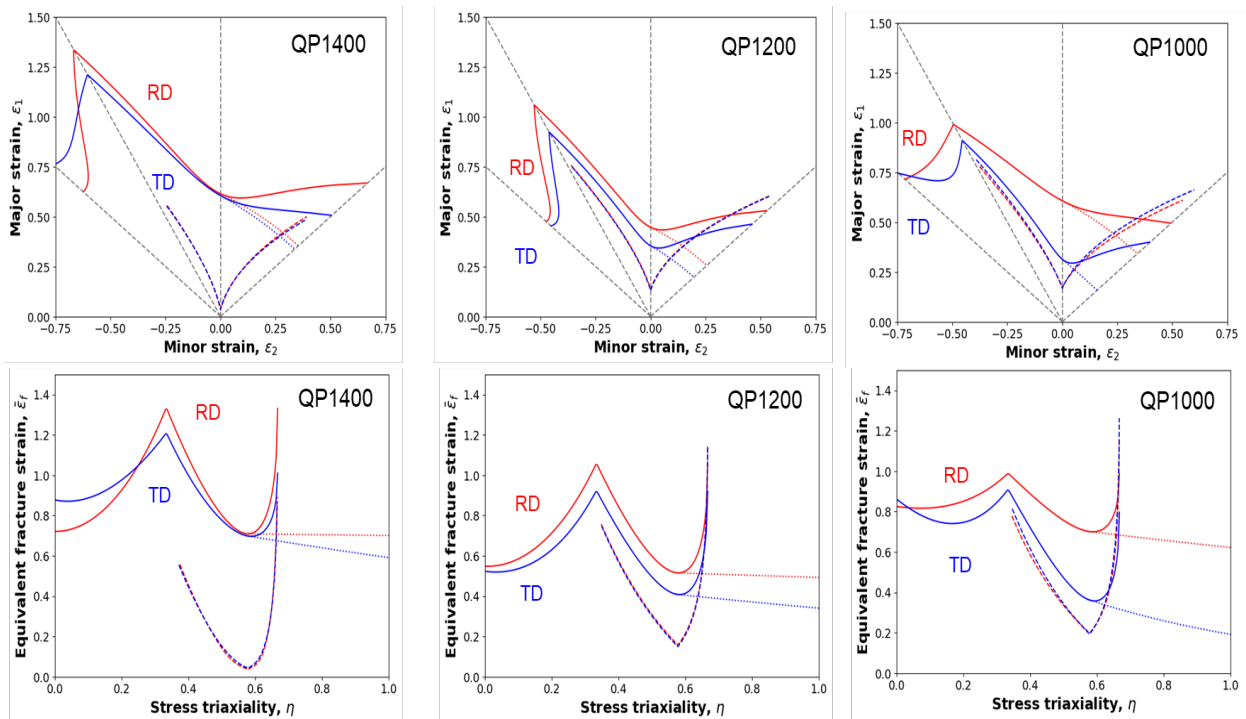 QP1400
RD
TD
Major strain, ε₁
1.50
1.25
1.00
0.75
0.50
0.25
0.00
−0.75 −0.50 −0.25 0.00 0.25 0.50 0.75
Minor strain, ε₂
QP1200
RD
TD
Major strain, ε₁
1.50
1.25
1.00
0.75
0.50
0.25
0.00
−0.75 −0.50 −0.25 0.00 0.25 0.50 0.75
Minor strain, ε₂
QP1000
RD
TD
Major strain, ε₁
1.50
1.25
1.00
0.75
0.50
0.25
0.00
−0.75 −0.50 −0.25 0.00 0.25 0.50 0.75
Minor strain, ε₂
QP1400
RD
TD
Equivalent fracture strain, ε̄f
1.4
1.2
1.0
0.8
0.6
0.4
0.2
0.0
0.0 0.2 0.4 0.6 0.8 1.0
Stress triaxiality, η
QP1200
RD
TD
Equivalent fracture strain, ε̄f
1.4
1.2
1.0
0.8
0.6
0.4
0.2
0.0
0.0 0.2 0.4 0.6 0.8 1.0
Stress triaxiality, η
QP1000
RD
TD
Equivalent fracture strain, ε̄f
1.4
1.2
1.0
0.8
0.6
0.4
0.2
0.0
0.0 0.2 0.4 0.6 0.8 1.0
Stress triaxiality, η